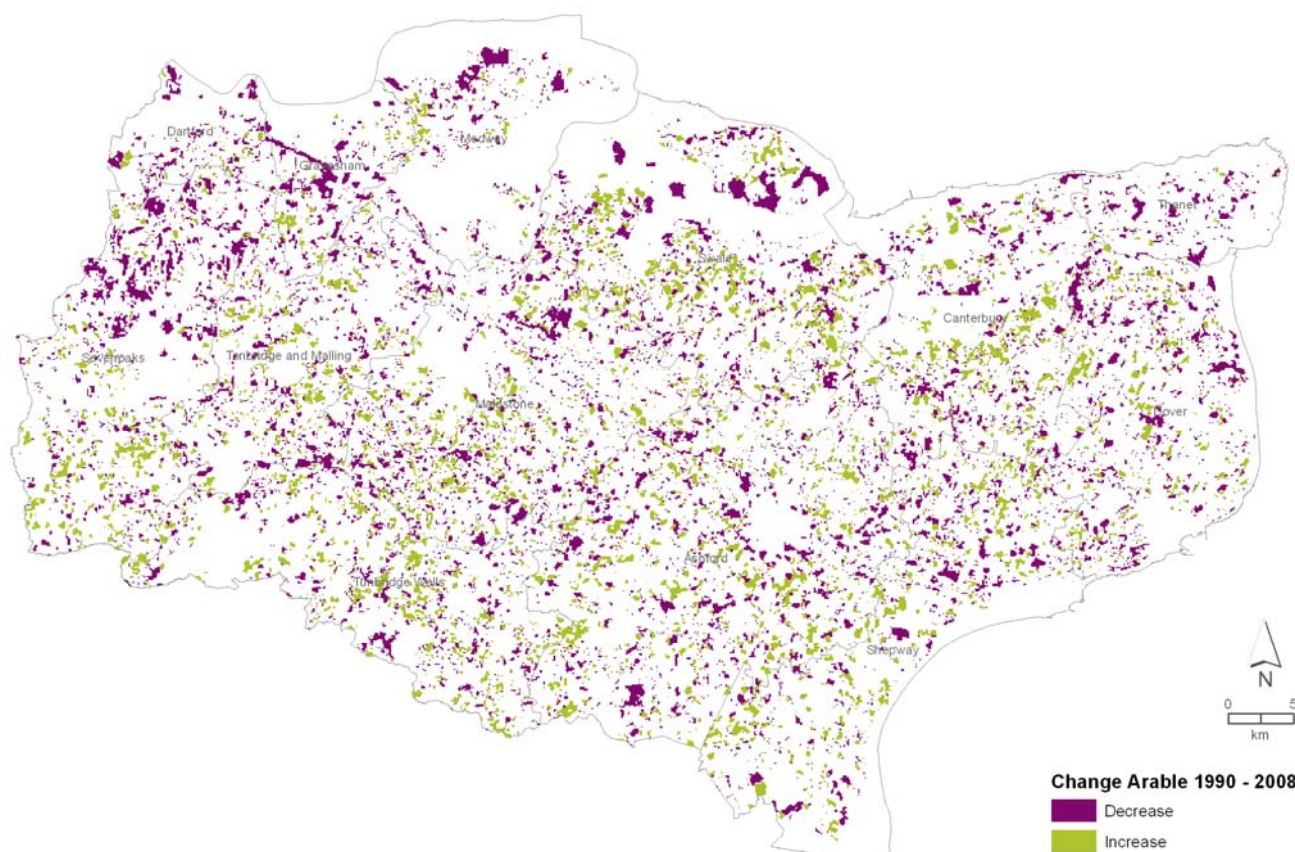 Dartford
Gravesham
Medway
Thanet
Swale
Canterbury
Sevenoaks
Tonbridge and Malling
Maidstone
Dover
Ashford
Tunbridge Wells
Shepway
N
0 5
km
Change Arable 1990 - 2008
Decrease
Increase